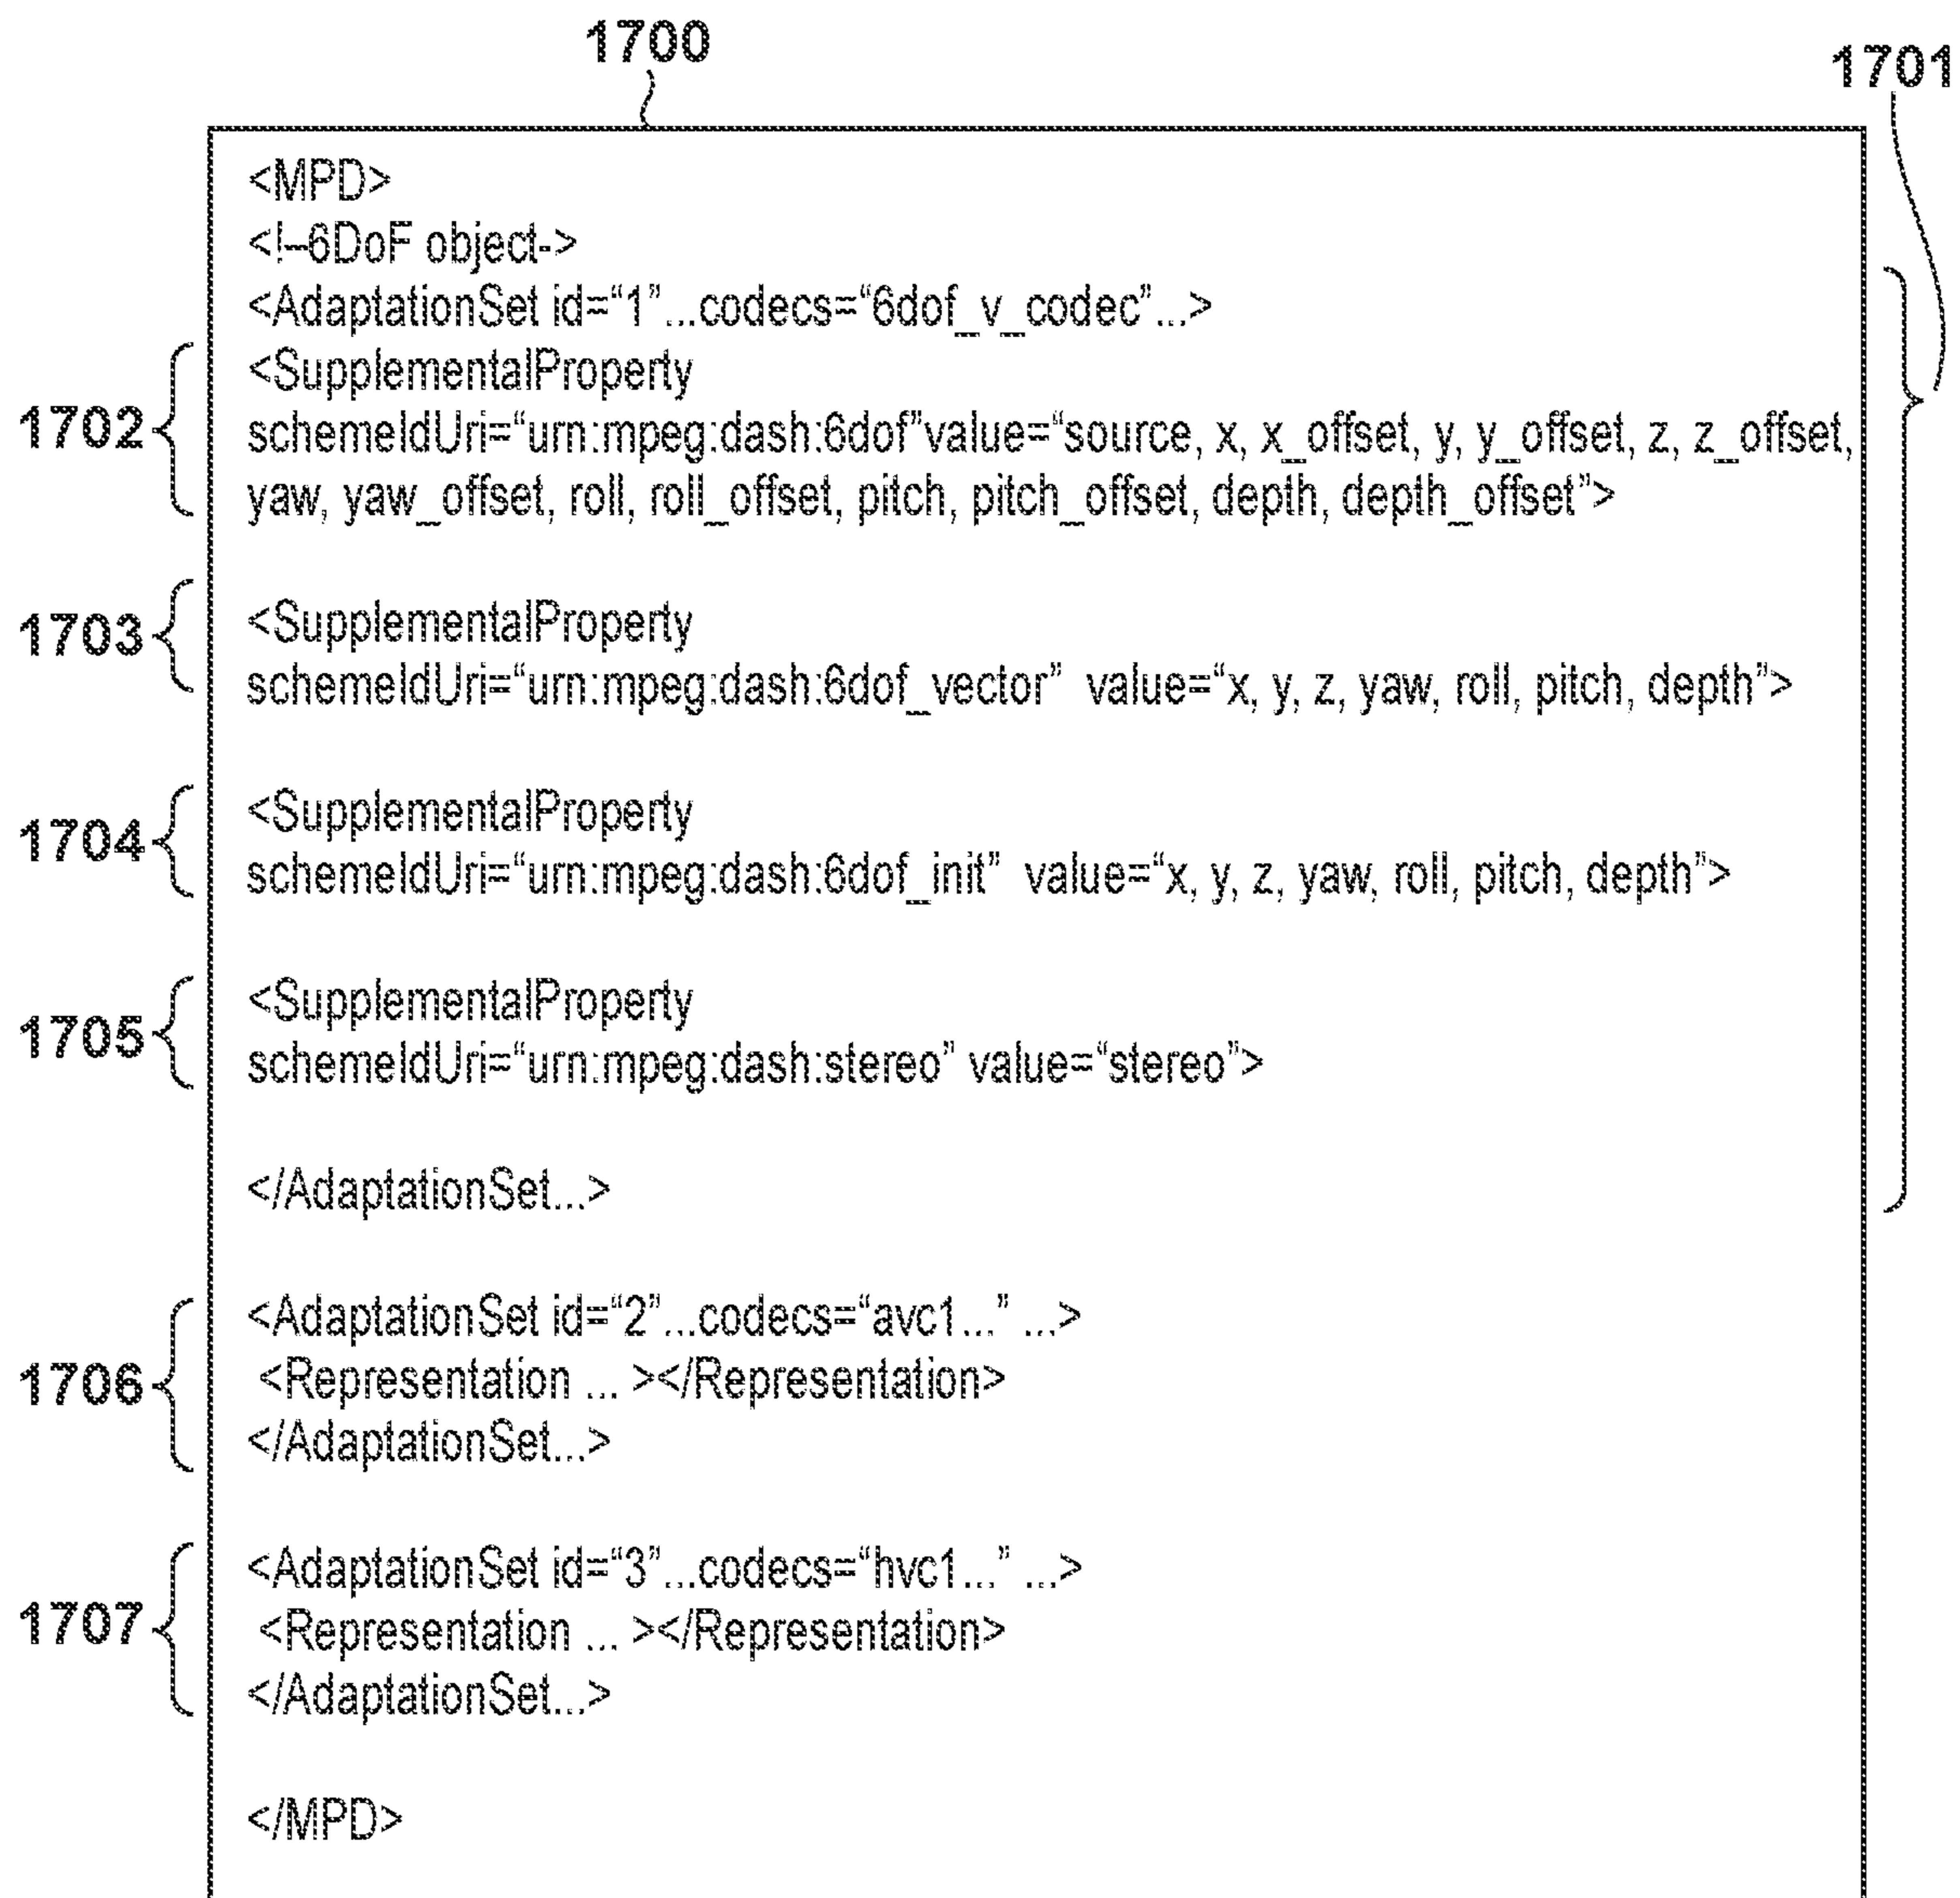 1700
1701
<MPD>
<!–6DoF object->
<AdaptationSet id=“1”...codecs=“6dof_v_codec”...>
1702
<SupplementalProperty
schemeIdUri=“urn:mpeg:dash:6dof”value=“source, x, x_offset, y, y_offset, z, z_offset,
yaw, yaw_offset, roll, roll_offset, pitch, pitch_offset, depth, depth_offset”>
1703
<SupplementalProperty
schemeIdUri=“urn:mpeg:dash:6dof_vector” value=“x, y, z, yaw, roll, pitch, depth”>
1704
<SupplementalProperty
schemeIdUri=“urn:mpeg:dash:6dof_init” value=“x, y, z, yaw, roll, pitch, depth”>
1705
<SupplementalProperty
schemeIdUri=“urn:mpeg:dash:stereo” value=“stereo”>
</AdaptationSet...>
1706
<AdaptationSet id=“2”...codecs=“avc1...” ...>
<Representation ... ></Representation>
</AdaptationSet...>
1707
<AdaptationSet id=“3”...codecs=“hvc1...” ...>
<Representation ... ></Representation>
</AdaptationSet...>
</MPD>